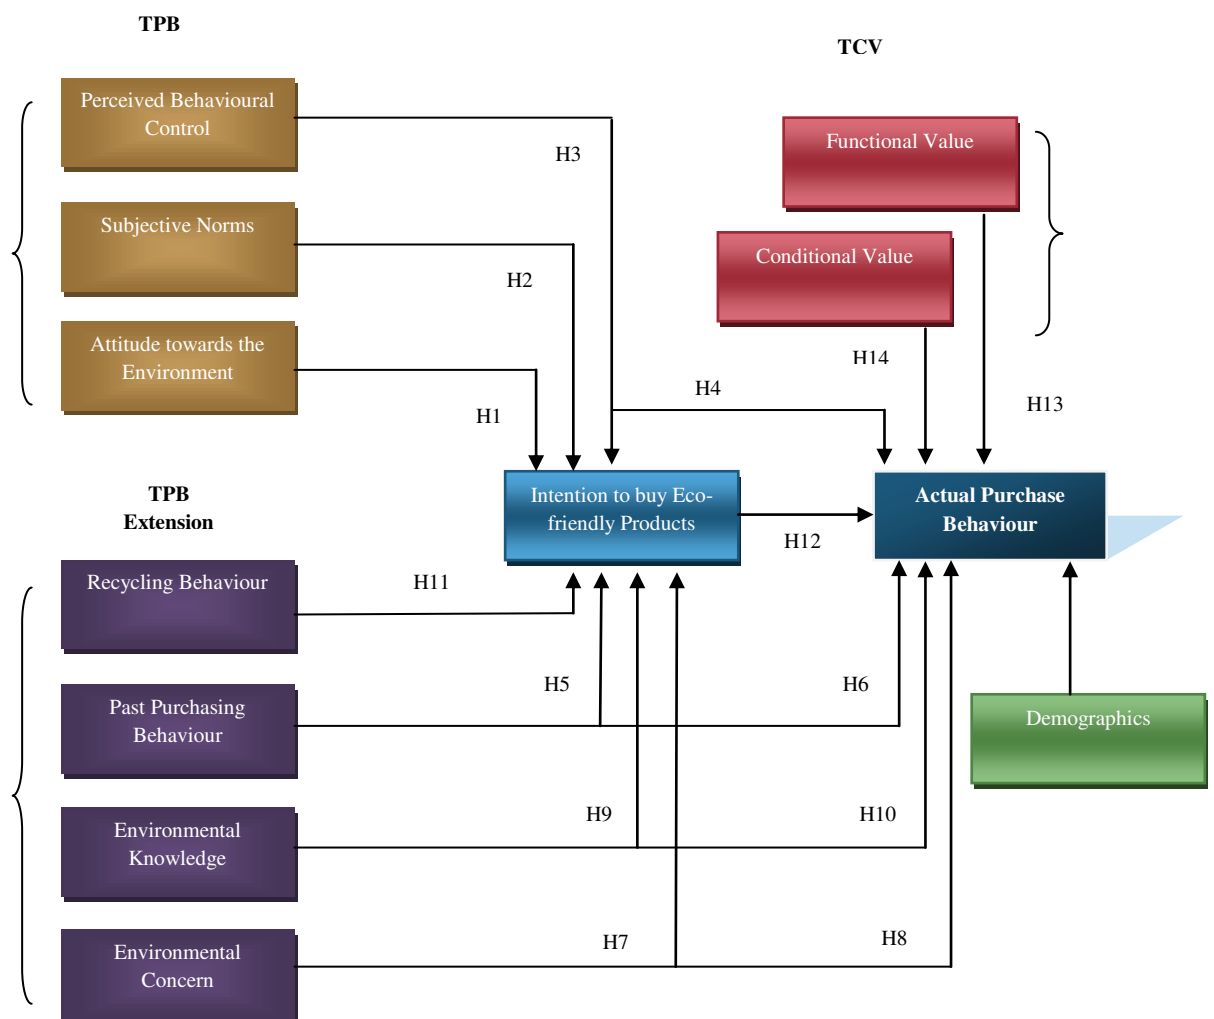 TPB
TCV
Perceived Behavioural
Control
H3
Functional Value
Subjective Norms
H2
Conditional Value
Attitude towards the
Environment
H14
H4
H1
H13
TPB
Extension
Intention to buy Eco-
friendly Products
Actual Purchase
Behaviour
H12
Recycling Behaviour
H11
Past Purchasing
Behaviour
H5
H6
Demographics
Environmental
Knowledge
H9
H10
Environmental
Concern
H7
H8